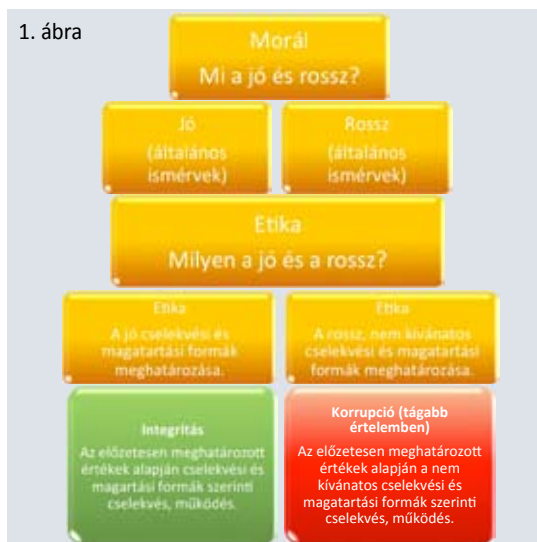 1. ábra
Morál
Mi a jó és rossz?
Jó
(általános
ismérvek)
Rossz
(általános
ismérvek)
Etika
Milyen a jó és a rossz?
Etika
A jó cselekvési és
magatartási formák
meghatározása.
Etika
A rossz, nem kívánatos
cselekvési és magatartási
formák meghatározása.
Integritás
Az előzetesen meghatározott
értékek alapján cselekvési és
magartási formák szerinti
cselekvés, működés.
Korrupció (tágabb
értelemben)
Az előzetesen meghatározott
értékek alapján a nem
kívánatos cselekvési és
magatartási formák szerinti
cselekvés, működés.